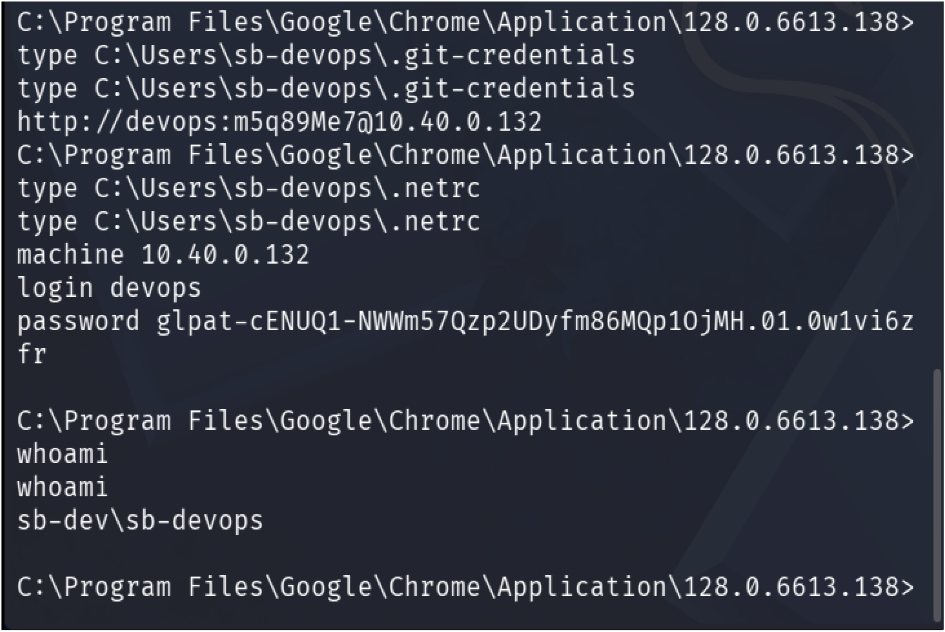 C:\Program Files\Google\Chrome\Application\128.0.6613.138>
type C:\Users\sb-devops\.git-credentials
type C:\Users\sb-devops\.git-credentials
http://devops:m5q89Me7@10.40.0.132
C:\Program Files\Google\Chrome\Application\128.0.6613.138>
type C:\Users\sb-devops\.netrc
type C:\Users\sb-devops\.netrc
machine 10.40.0.132
login devops
password glpat-cENUQ1-NWWm57Qzp2UDyfm86MQp1OjMH.01.0w1vi6z
fr
C:\Program Files\Google\Chrome\Application\128.0.6613.138>
whoami
whoami
sb-dev\sb-devops
C:\Program Files\Google\Chrome\Application\128.0.6613.138>